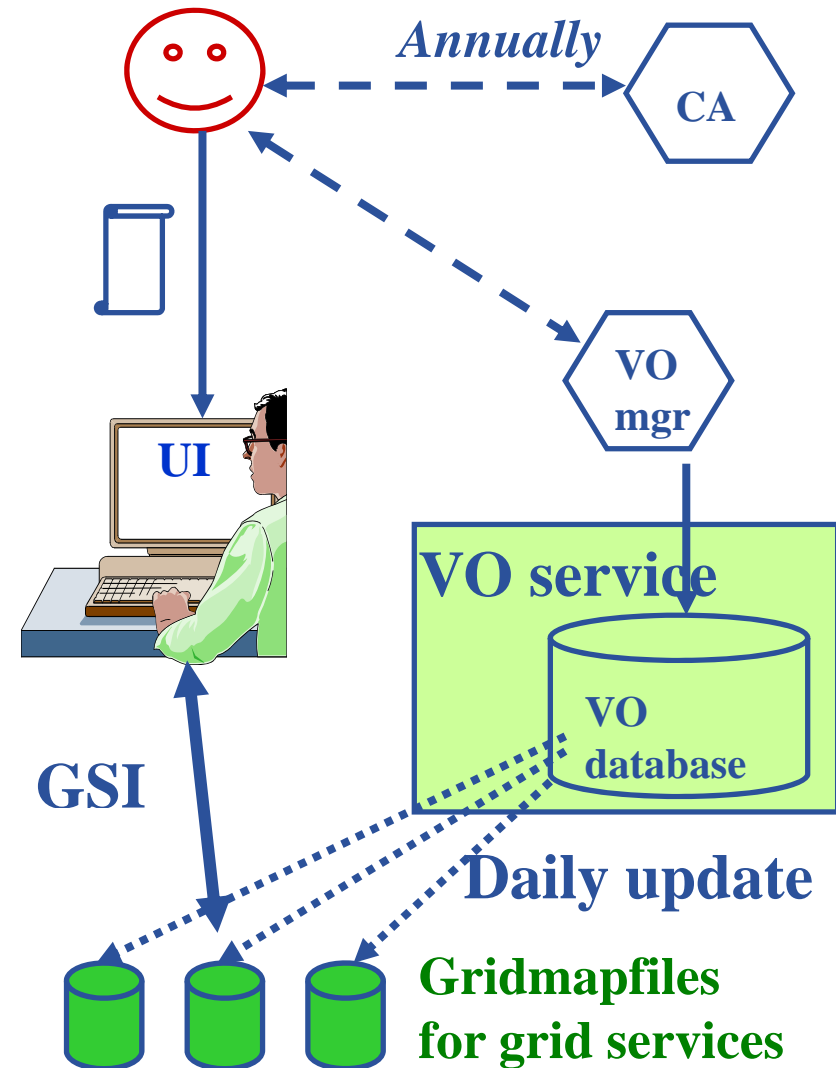 Annually
CA
VO
mgr
UI
VO service
VO
database
GSI
Daily update
Gridmapfiles
for grid services